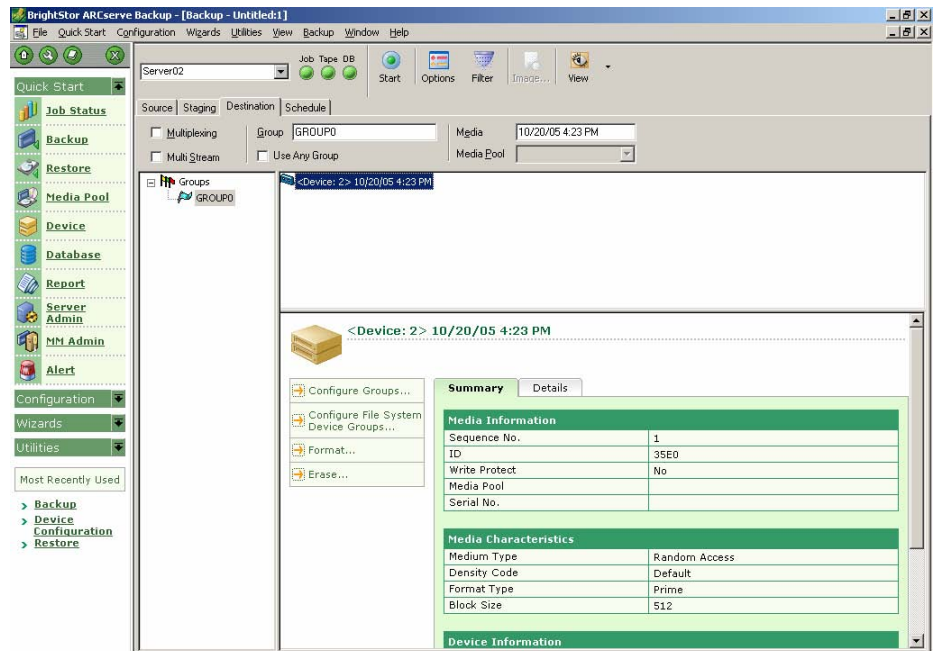 BrightStor ARCserve Backup - [Backup - Untitled:1]
File Quick Start Configuration Wizards Utilities View Backup Window Help
Server02
Job Tape DB
Start
Options
Filter
Image...
View
Quick Start
Job Status
Backup
Restore
Media Pool
Device
Database
Report
Server
Admin
MM Admin
Alert
Configuration
Wizards
Utilities
Most Recently Used
Backup
Device
Configuration
Restore
Source Staging Destination Schedule
Multiplexing
Group GROUP0
Media 10/20/05 4:23 PM
Multi Stream
Use Any Group
Media Pool
Groups
GROUP0
<Device: 2> 10/20/05 4:23 PM
<Device: 2> 10/20/05 4:23 PM
Configure Groups...
Configure File System
Device Groups...
Format...
Erase...
Summary Details
Media Information
Sequence No. 1
ID 35E0
Write Protect No
Media Pool
Serial No.
Media Characteristics
Medium Type Random Access
Density Code Default
Format Type Prime
Block Size 512
Device Information